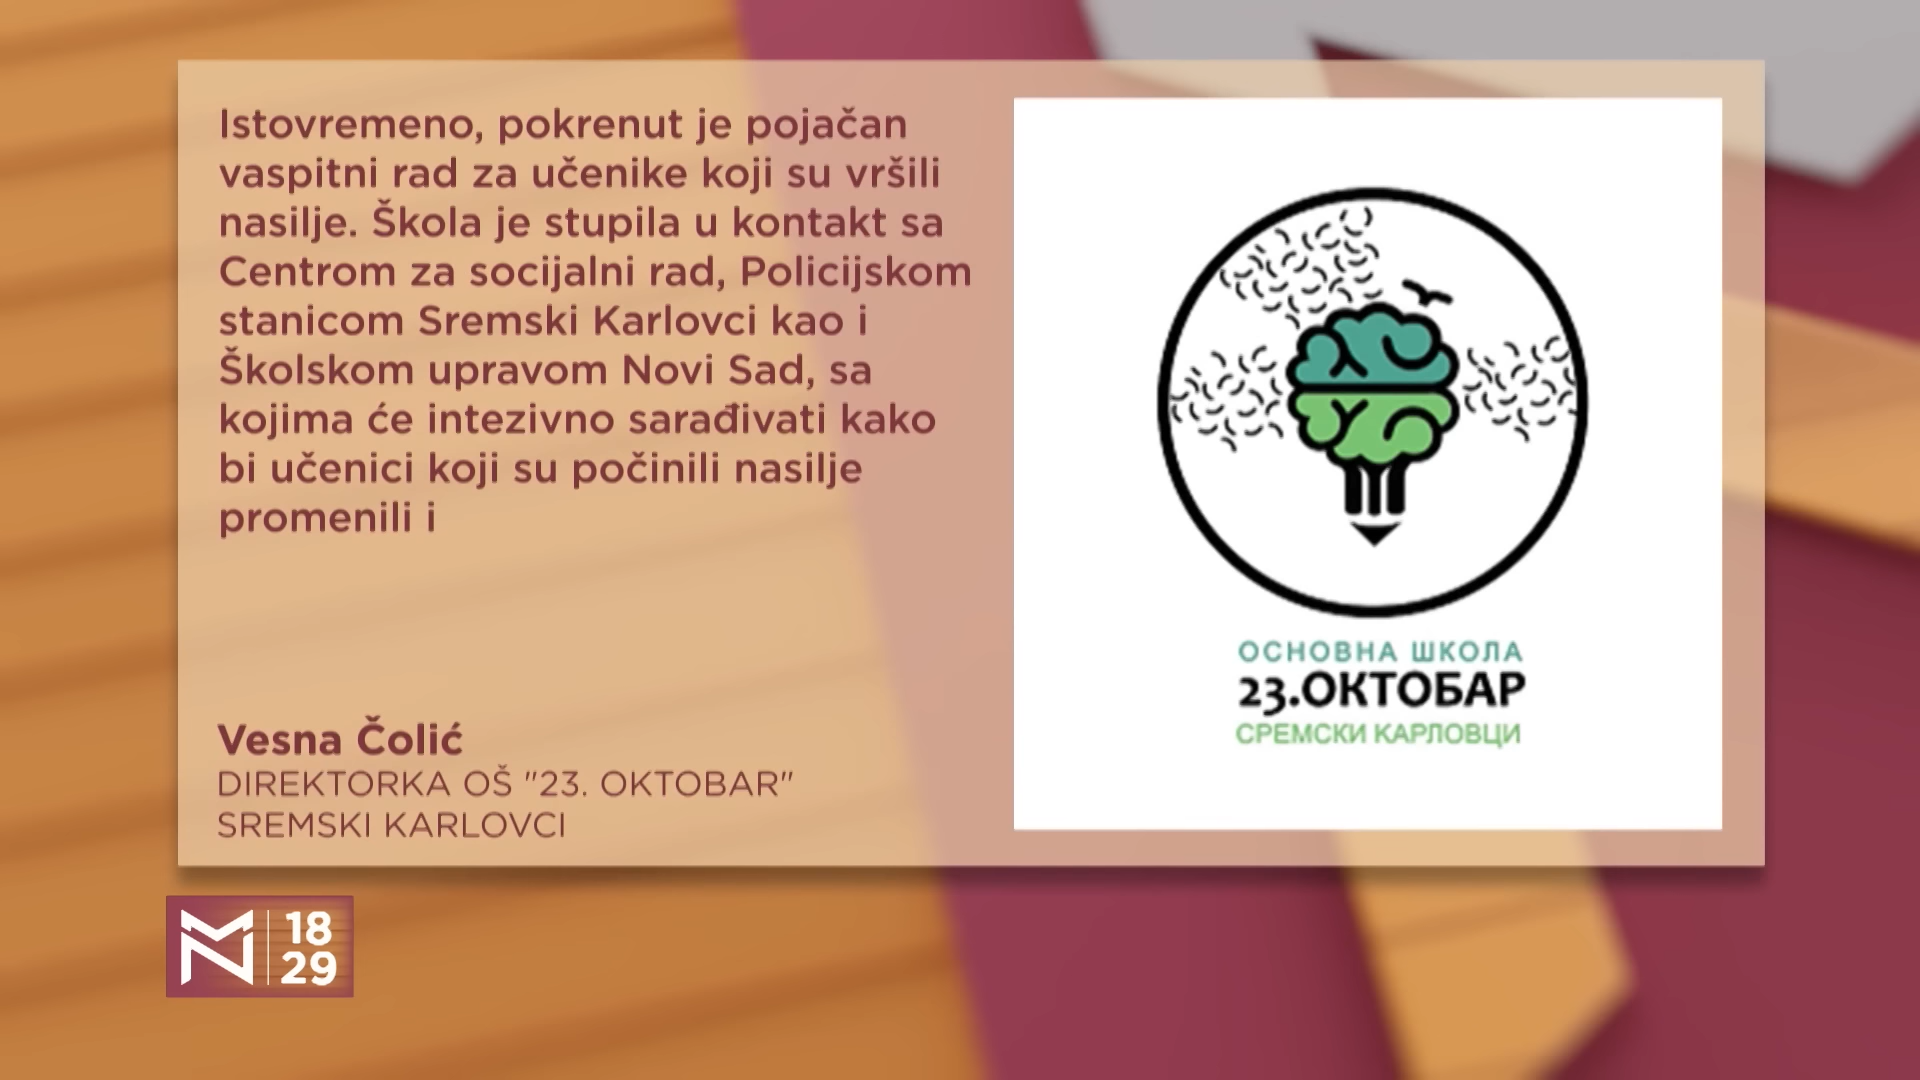 Istovremeno, pokrenut je pojačan
vaspitni rad za učenike koji su vršili
nasilje. Škola je stupila u kontakt sa
Centrom za socijalni rad, Policijskom
stanicom Sremski Karlovci kao i
Školskom upravom Novi Sad, sa
kojima će intezivno sarađivati kako
bi učenici koji su počinili nasilje
promenili i
Vesna Čolić
DIREKTORKA OŠ "23. OKTOBAR"
SREMSKI KARLOVCI
ОСНОВНА ШКОЛА
23.ОКТОБАР
СРЕМСКИ КАРЛОВЦИ
18
29